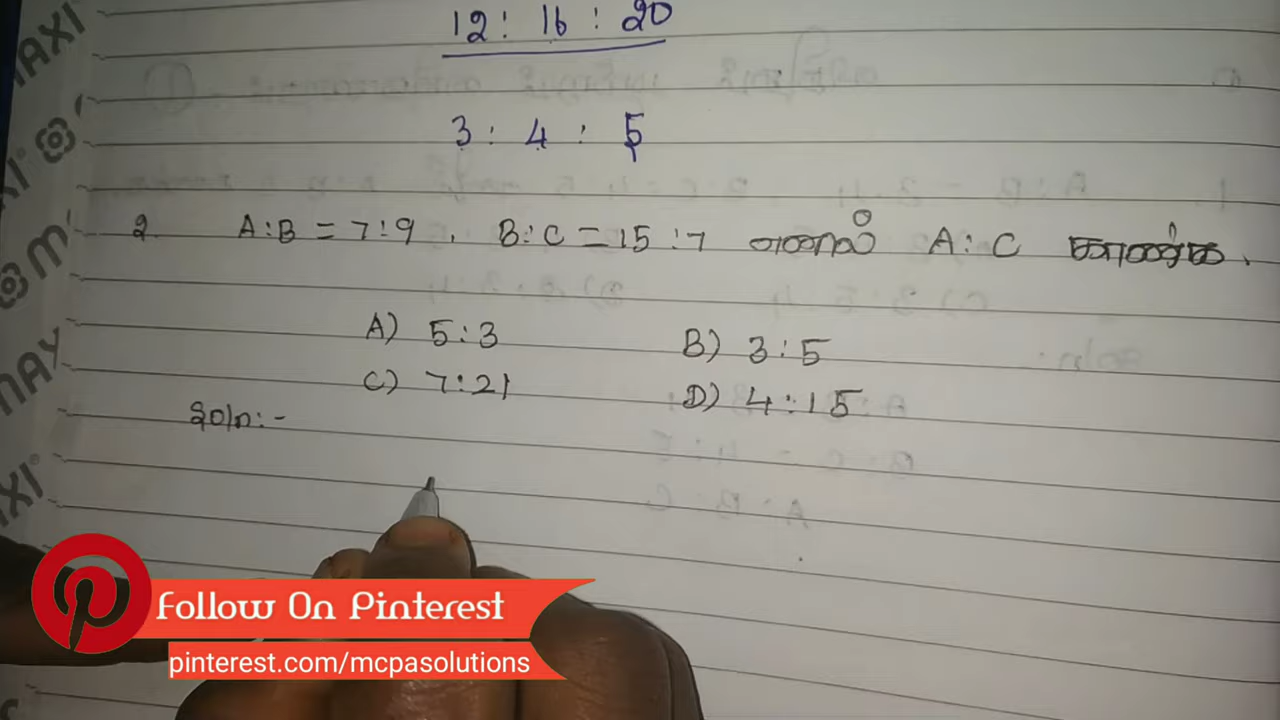 12 : 16 : 20
3 : 4 : 5
2. A:B = 7:9 , B:C = 15:7 எனில் A:C காண்க.
A) 5:3 B) 3:5
C) 7:21 D) 4:15
Soln:-
Follow On Pinterest
pinterest.com/mcpasolutions